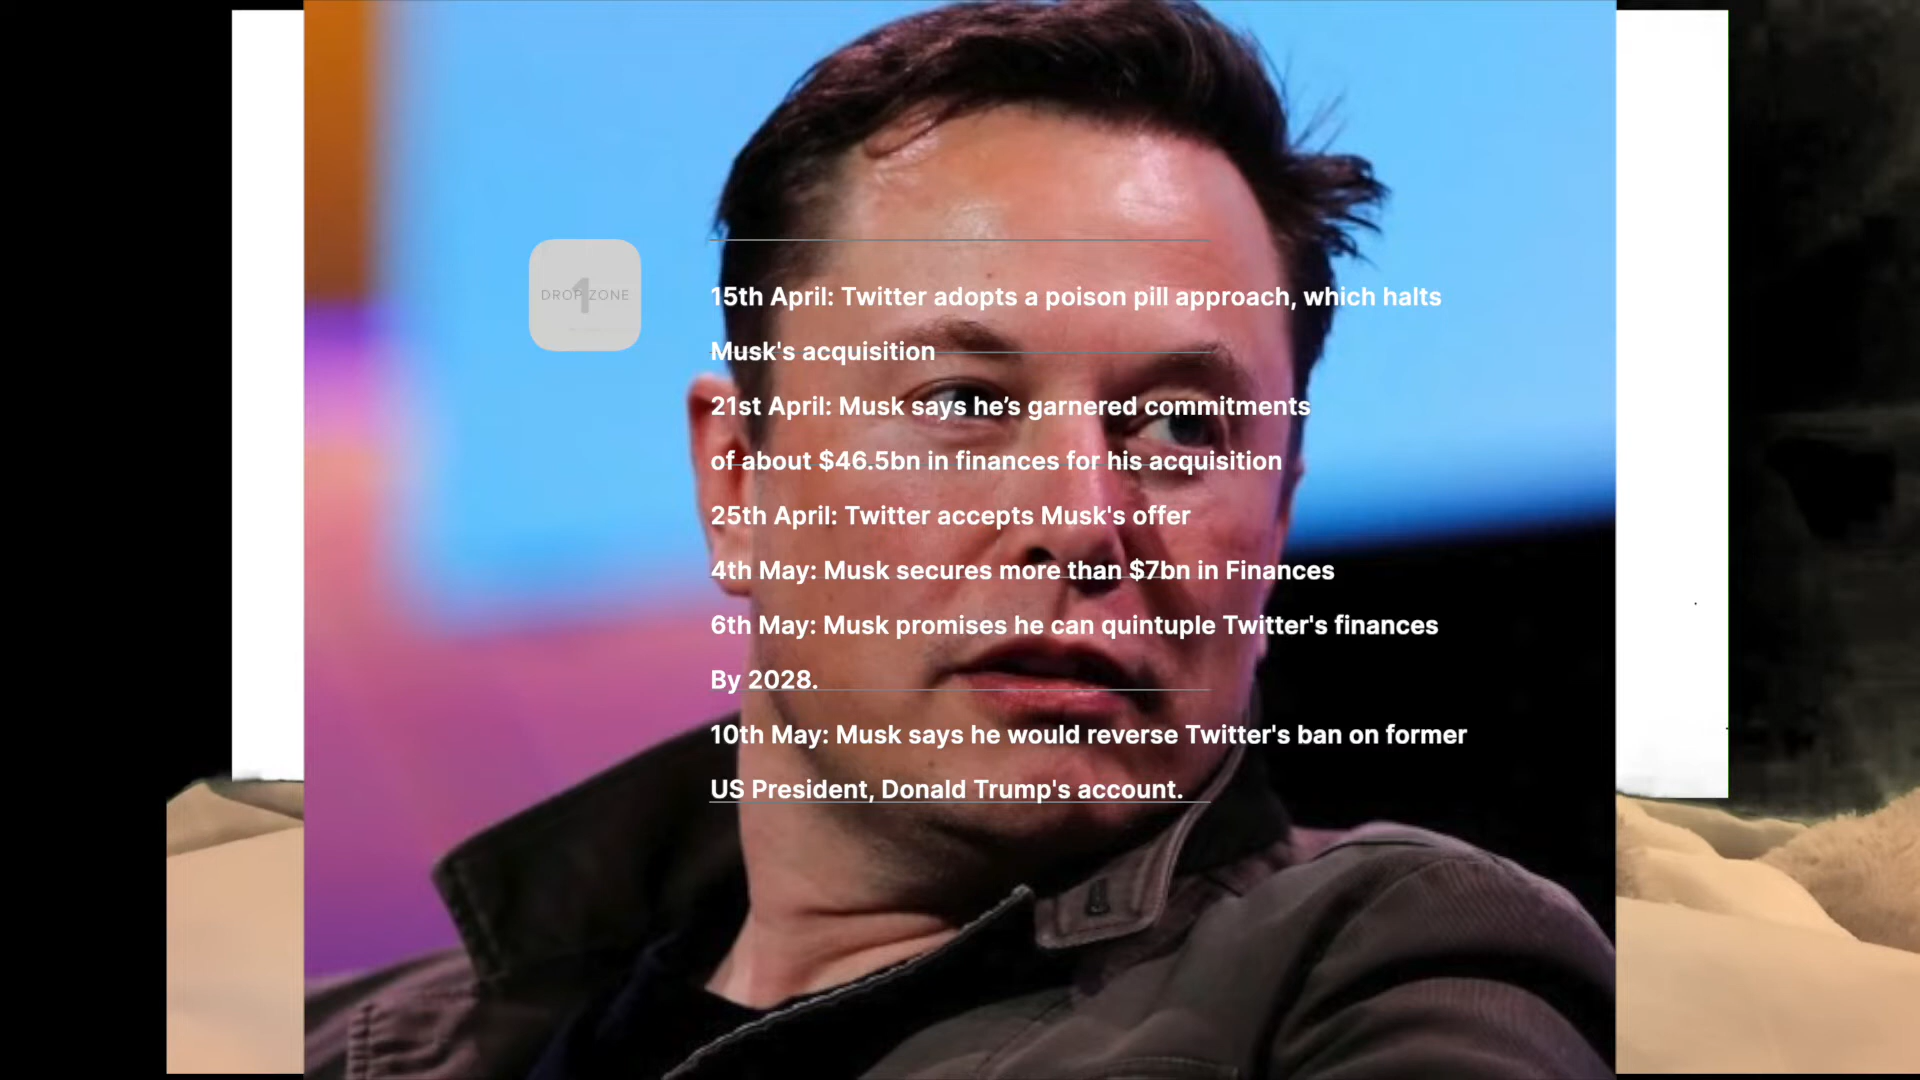 DROP ZONE
1
15th April: Twitter adopts a poison pill approach, which halts
Musk's acquisition
21st April: Musk says he’s garnered commitments
of about $46.5bn in finances for his acquisition
25th April: Twitter accepts Musk's offer
4th May: Musk secures more than $7bn in Finances
6th May: Musk promises he can quintuple Twitter's finances
By 2028.
10th May: Musk says he would reverse Twitter's ban on former
US President, Donald Trump's account.